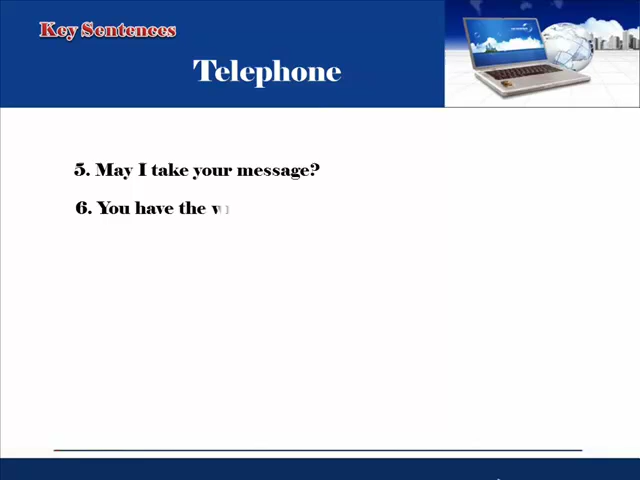 Key Sentences
Telephone
5. May I take your message?
6. You have the